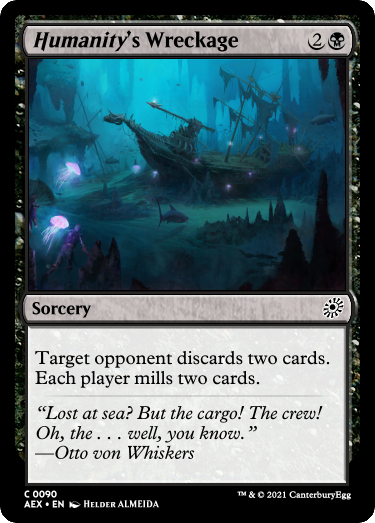 Humanity's Wreckage 2
Sorcery
Target opponent discards two cards.
Each player mills two cards.
“Lost at sea? But the cargo! The crew!
Oh, the . . . well, you know.”
—Otto von Whiskers
C 0090
AEX • EN Helder ALMEIDA
™ & © 2021 CanterburyEgg